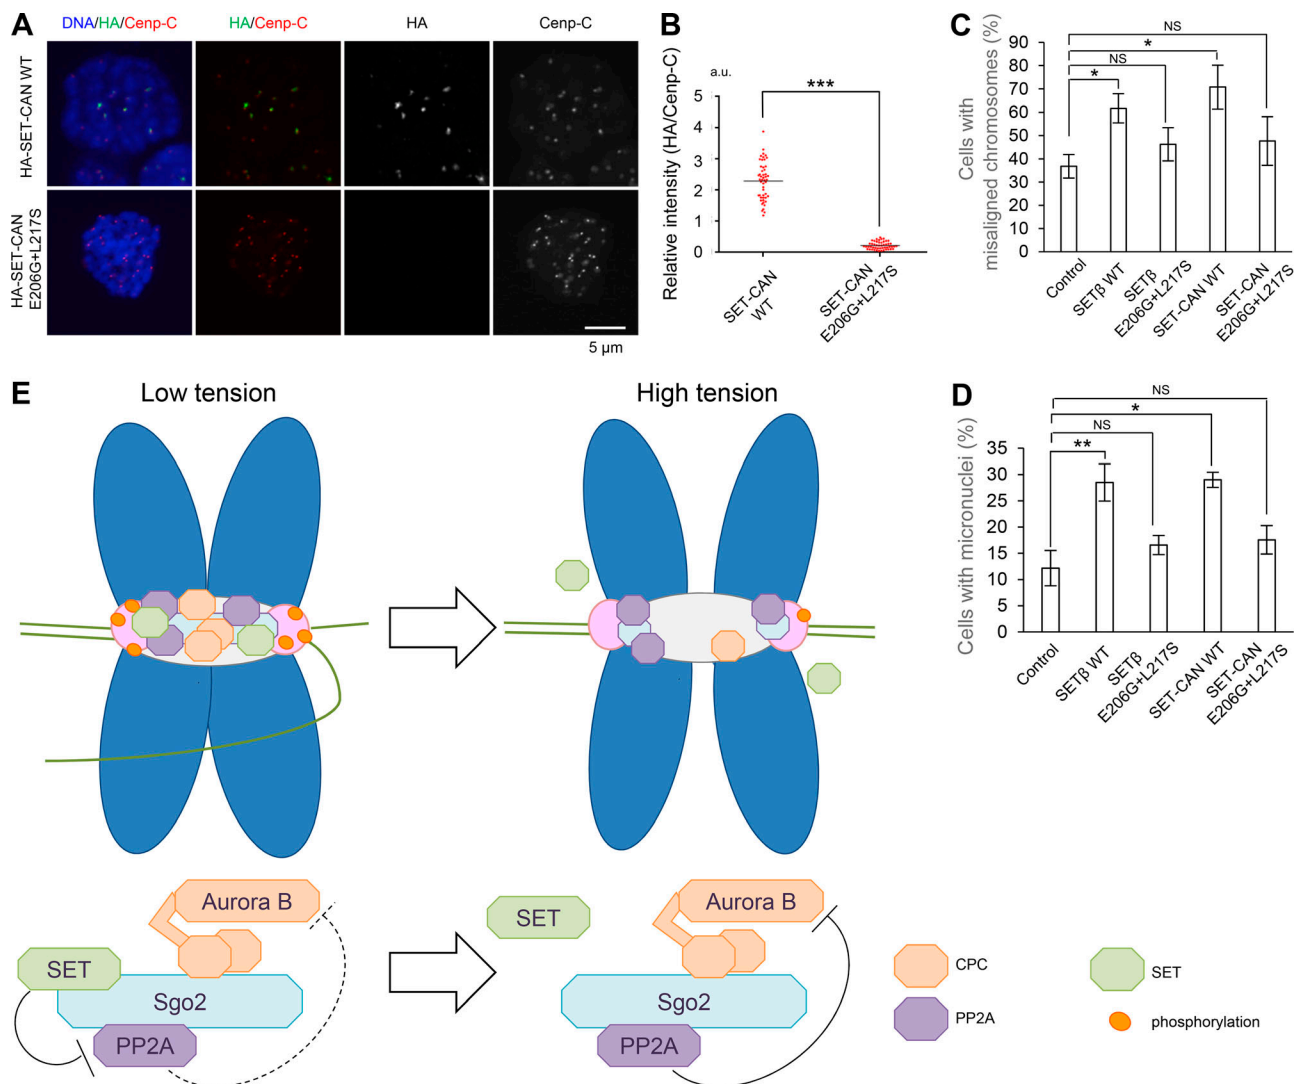 A
DNA/HA/Cenp-C
HA/Cenp-C
HA
Cenp-C
HA-SET-CAN WT
HA-SET-CAN
E206G+L217S
5 µm
B
a.u.
Relative intensity (HA/Cenp-C)
5
4
3
2
1
0
***
SET-CAN
WT
SET-CAN
E206G+L217S
C
Cells with
misaligned chromosomes (%)
90
80
70
60
50
40
30
20
10
0
NS
*
NS
*
Control
SETβ WT
SETβ
E206G+L217S
SET-CAN WT
SET-CAN
E206G+L217S
D
Cells with micronuclei (%)
35
30
25
20
15
10
5
0
NS
*
NS
**
Control
SETβ WT
SETβ
E206G+L217S
SET-CAN WT
SET-CAN
E206G+L217S
E
Low tension
High tension
Aurora B
SET
Sgo2
PP2A
SET
Aurora B
Sgo2
PP2A
CPC
SET
PP2A
phosphorylation